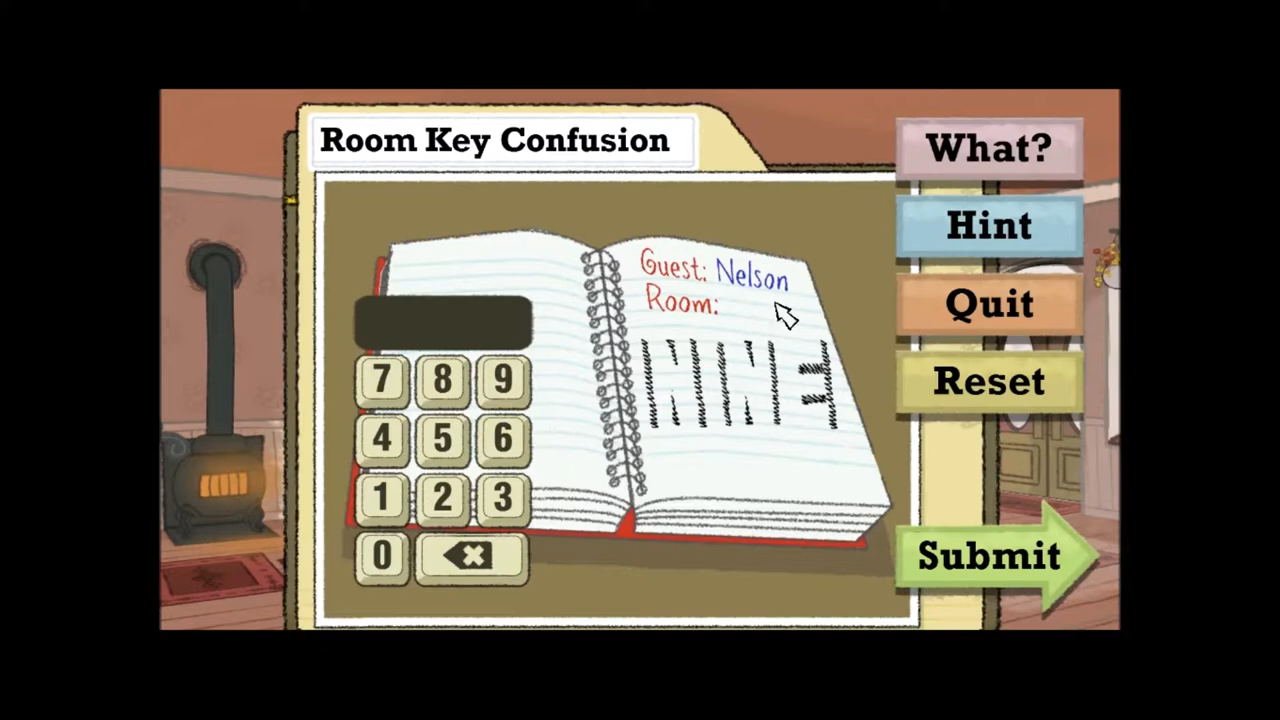 Room Key Confusion
What?
Hint
Quit
Reset
Submit
Guest: Nelson
Room:
7 8 9
4 5 6
1 2 3
0